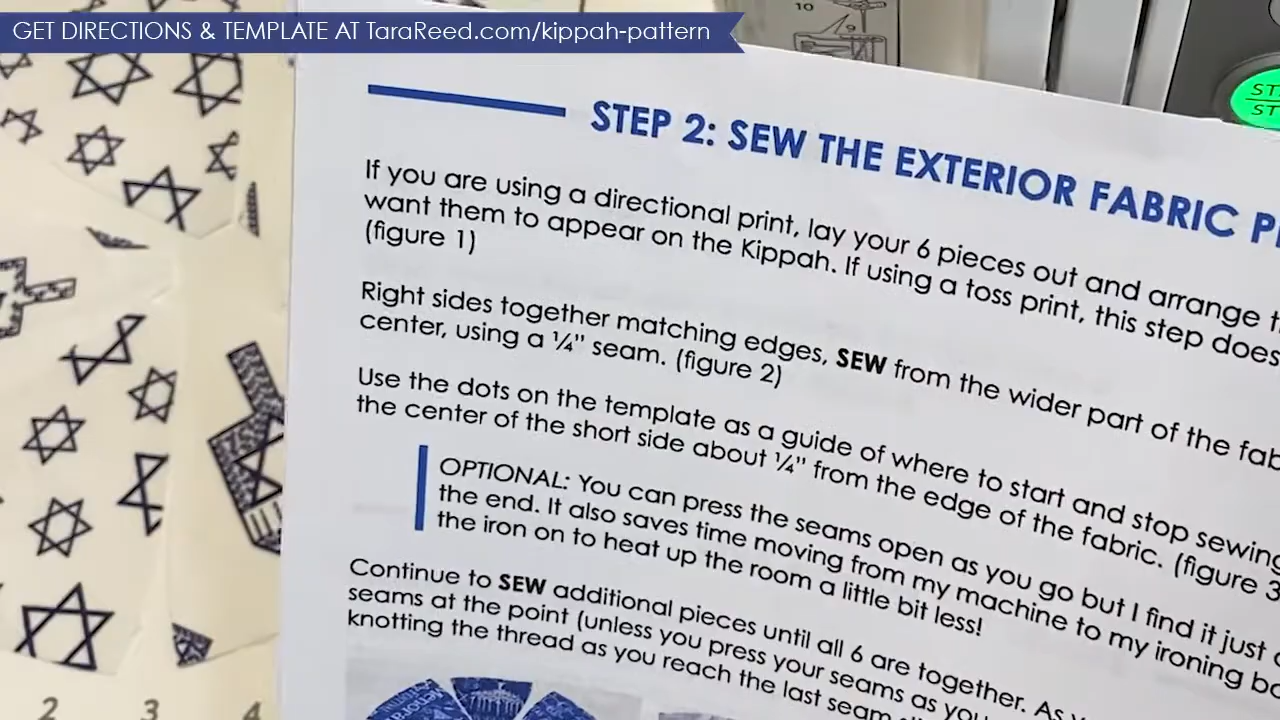 GET DIRECTIONS & TEMPLATE AT TaraReed.com/kippah-pattern
10
9
STEP 2: SEW THE EXTERIOR FABRIC
If you are using a directional print, lay your 6 pieces out and arrange
want them to appear on the Kippah. If using a toss print, this step does
(figure 1)
Right sides together matching edges, SEW from the wider part of the
center, using a ¼" seam. (figure 2)
Use the dots on the template as a guide of where to start and stop sewing
the center of the short side about ¼" from the edge of the fabric. (figure 3
OPTIONAL: You can press the seams open as you go but I find it just
the end. It also saves time moving from my machine to my ironing
the iron on to heat up the room a little bit less!
Continue to SEW additional pieces until all 6 are together. As
seams at the point (unless you press your seams as you
knotting the thread as you reach the last seam
2 3 4